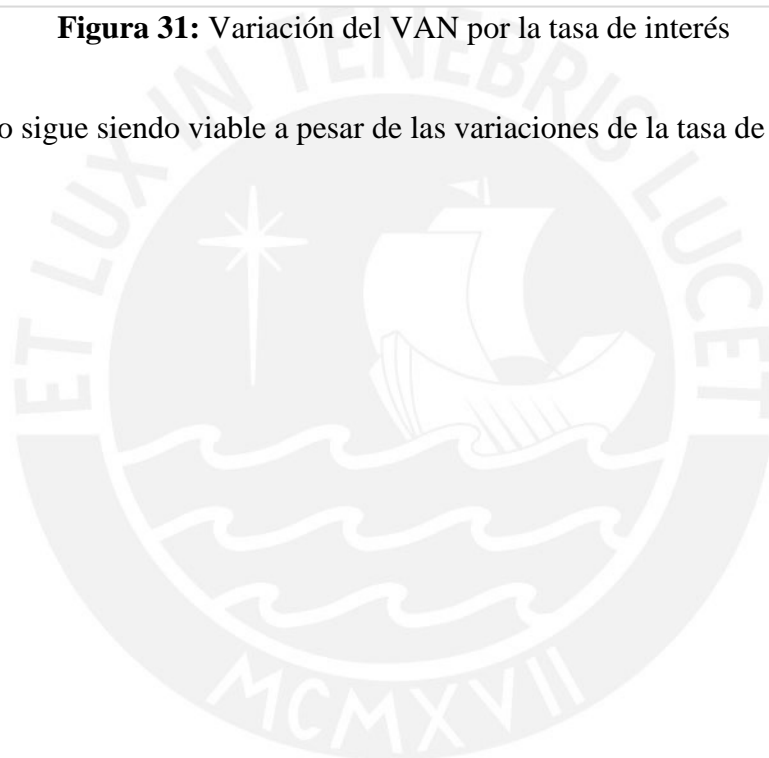 Figura 31: Variación del VAN por la tasa de interés
o sigue siendo viable a pesar de las variaciones de la tasa de
ET LUX IN TENEBRIS LUCET
MCMXVII